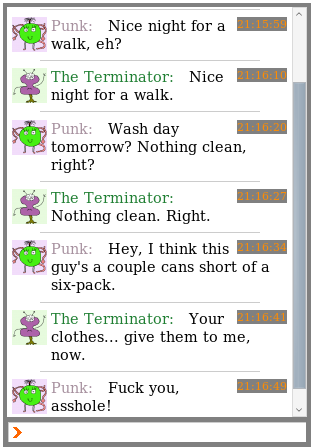 Punk: Nice night for a 21:15:59
walk, eh?
The Terminator: Nice 21:16:10
night for a walk.
Punk: Wash day 21:16:20
tomorrow? Nothing clean,
right?
The Terminator: 21:16:27
Nothing clean. Right.
Punk: Hey, I think this 21:16:34
guy's a couple cans short of a
six-pack.
The Terminator: Your 21:16:41
clothes... give them to me,
now.
Punk: Fuck you, 21:16:49
asshole!